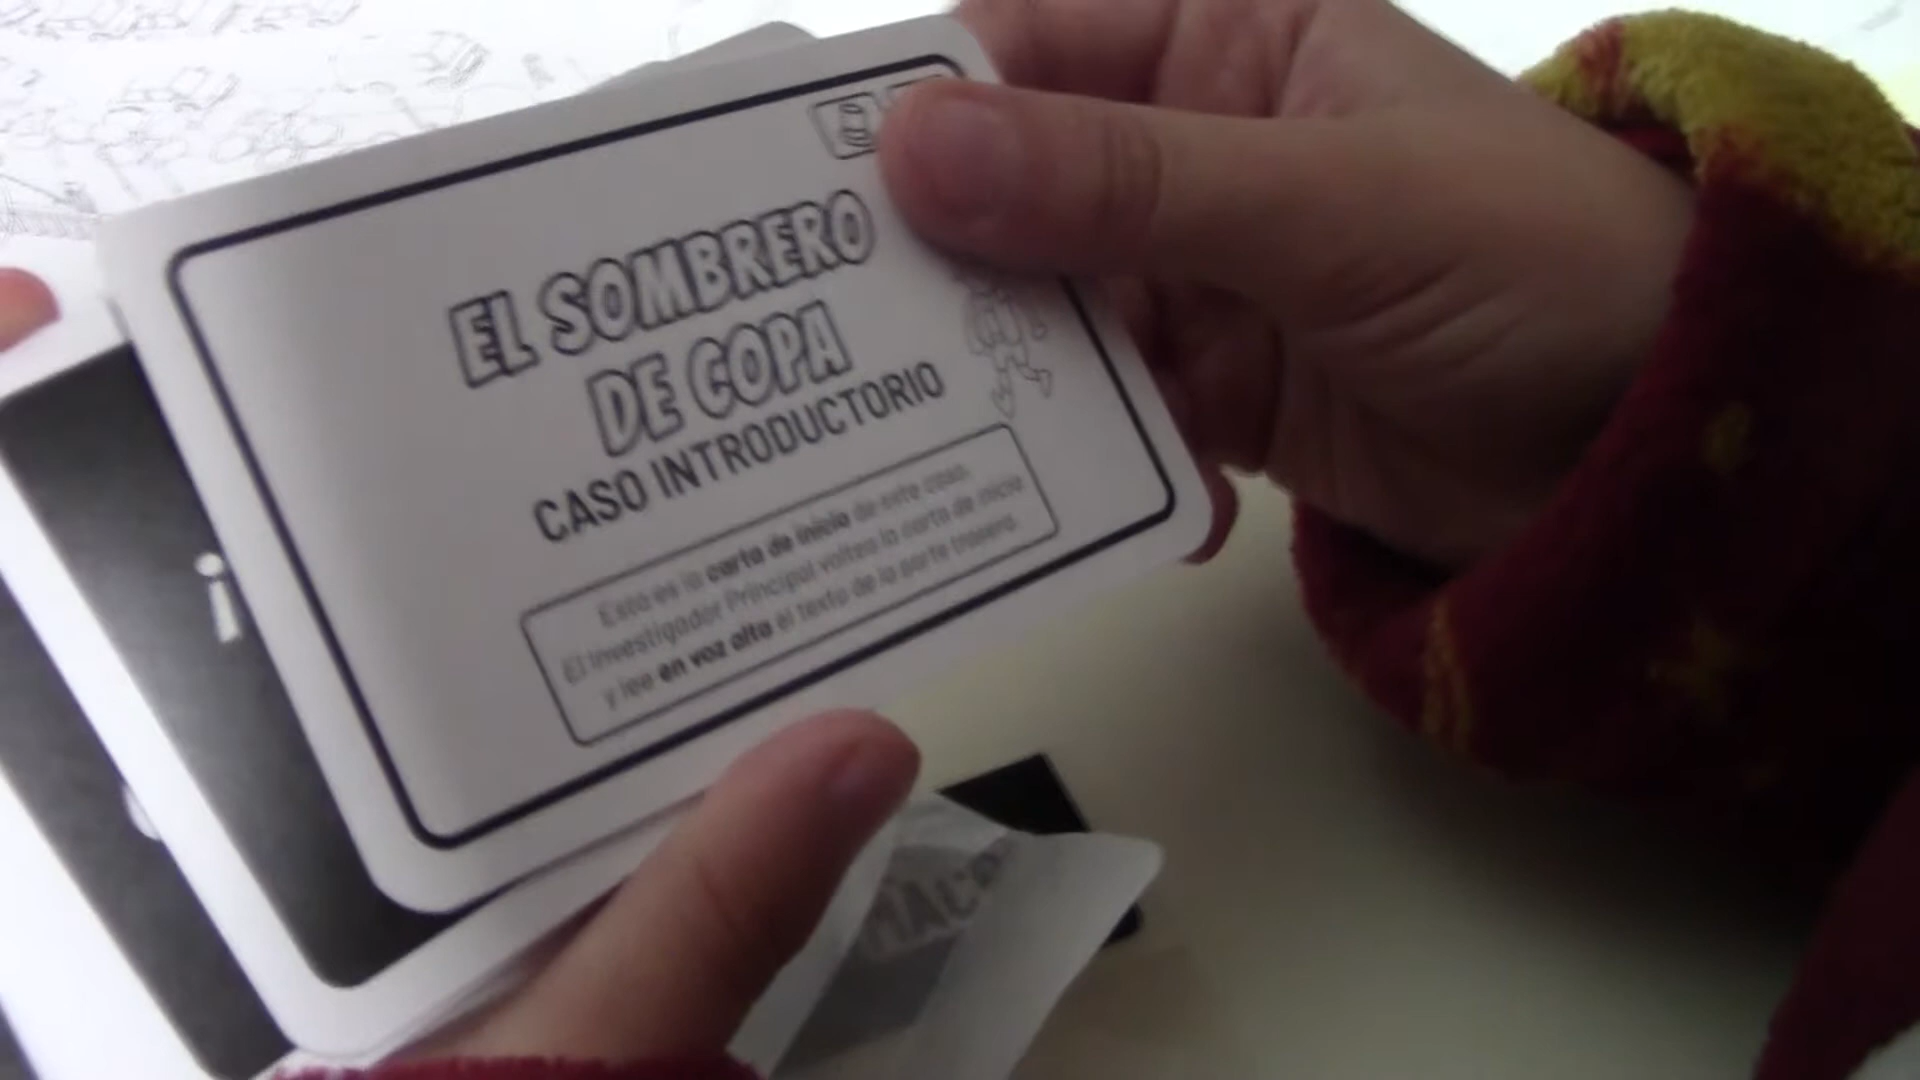 EL SOMBRERO
DE COPA
CASO INTRODUCTORIO
Esta es la carta de inicio de este caso.
El Investigador Principal voltea la carta de inicio
y lee en voz alta el texto de la parte trasera.
i